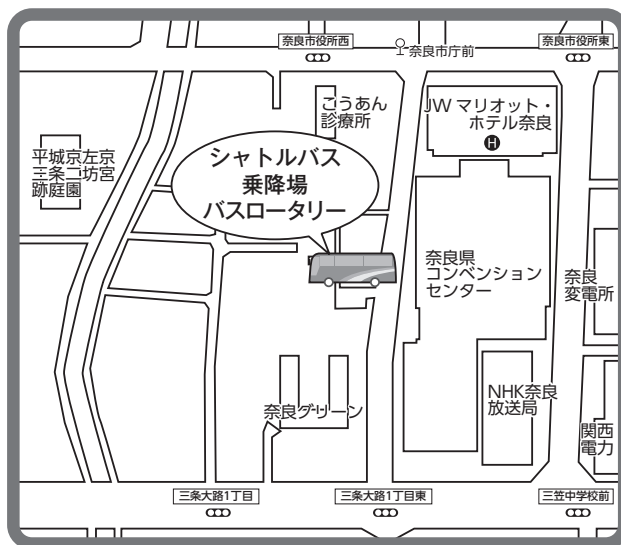 奈良市役所西
奈良市庁前
奈良市役所東
こうあん
診療所
JW マリオット・
ホテル奈良
H
平城京左京
三条二坊宮
跡庭園
シャトルバス
乗降場
バスロータリー
奈良県
コンベンション
センター
奈良
変電所
奈良グリーン
NHK奈良
放送局
関西
電力
三条大路1丁目
三条大路1丁目東
三笠中学校前